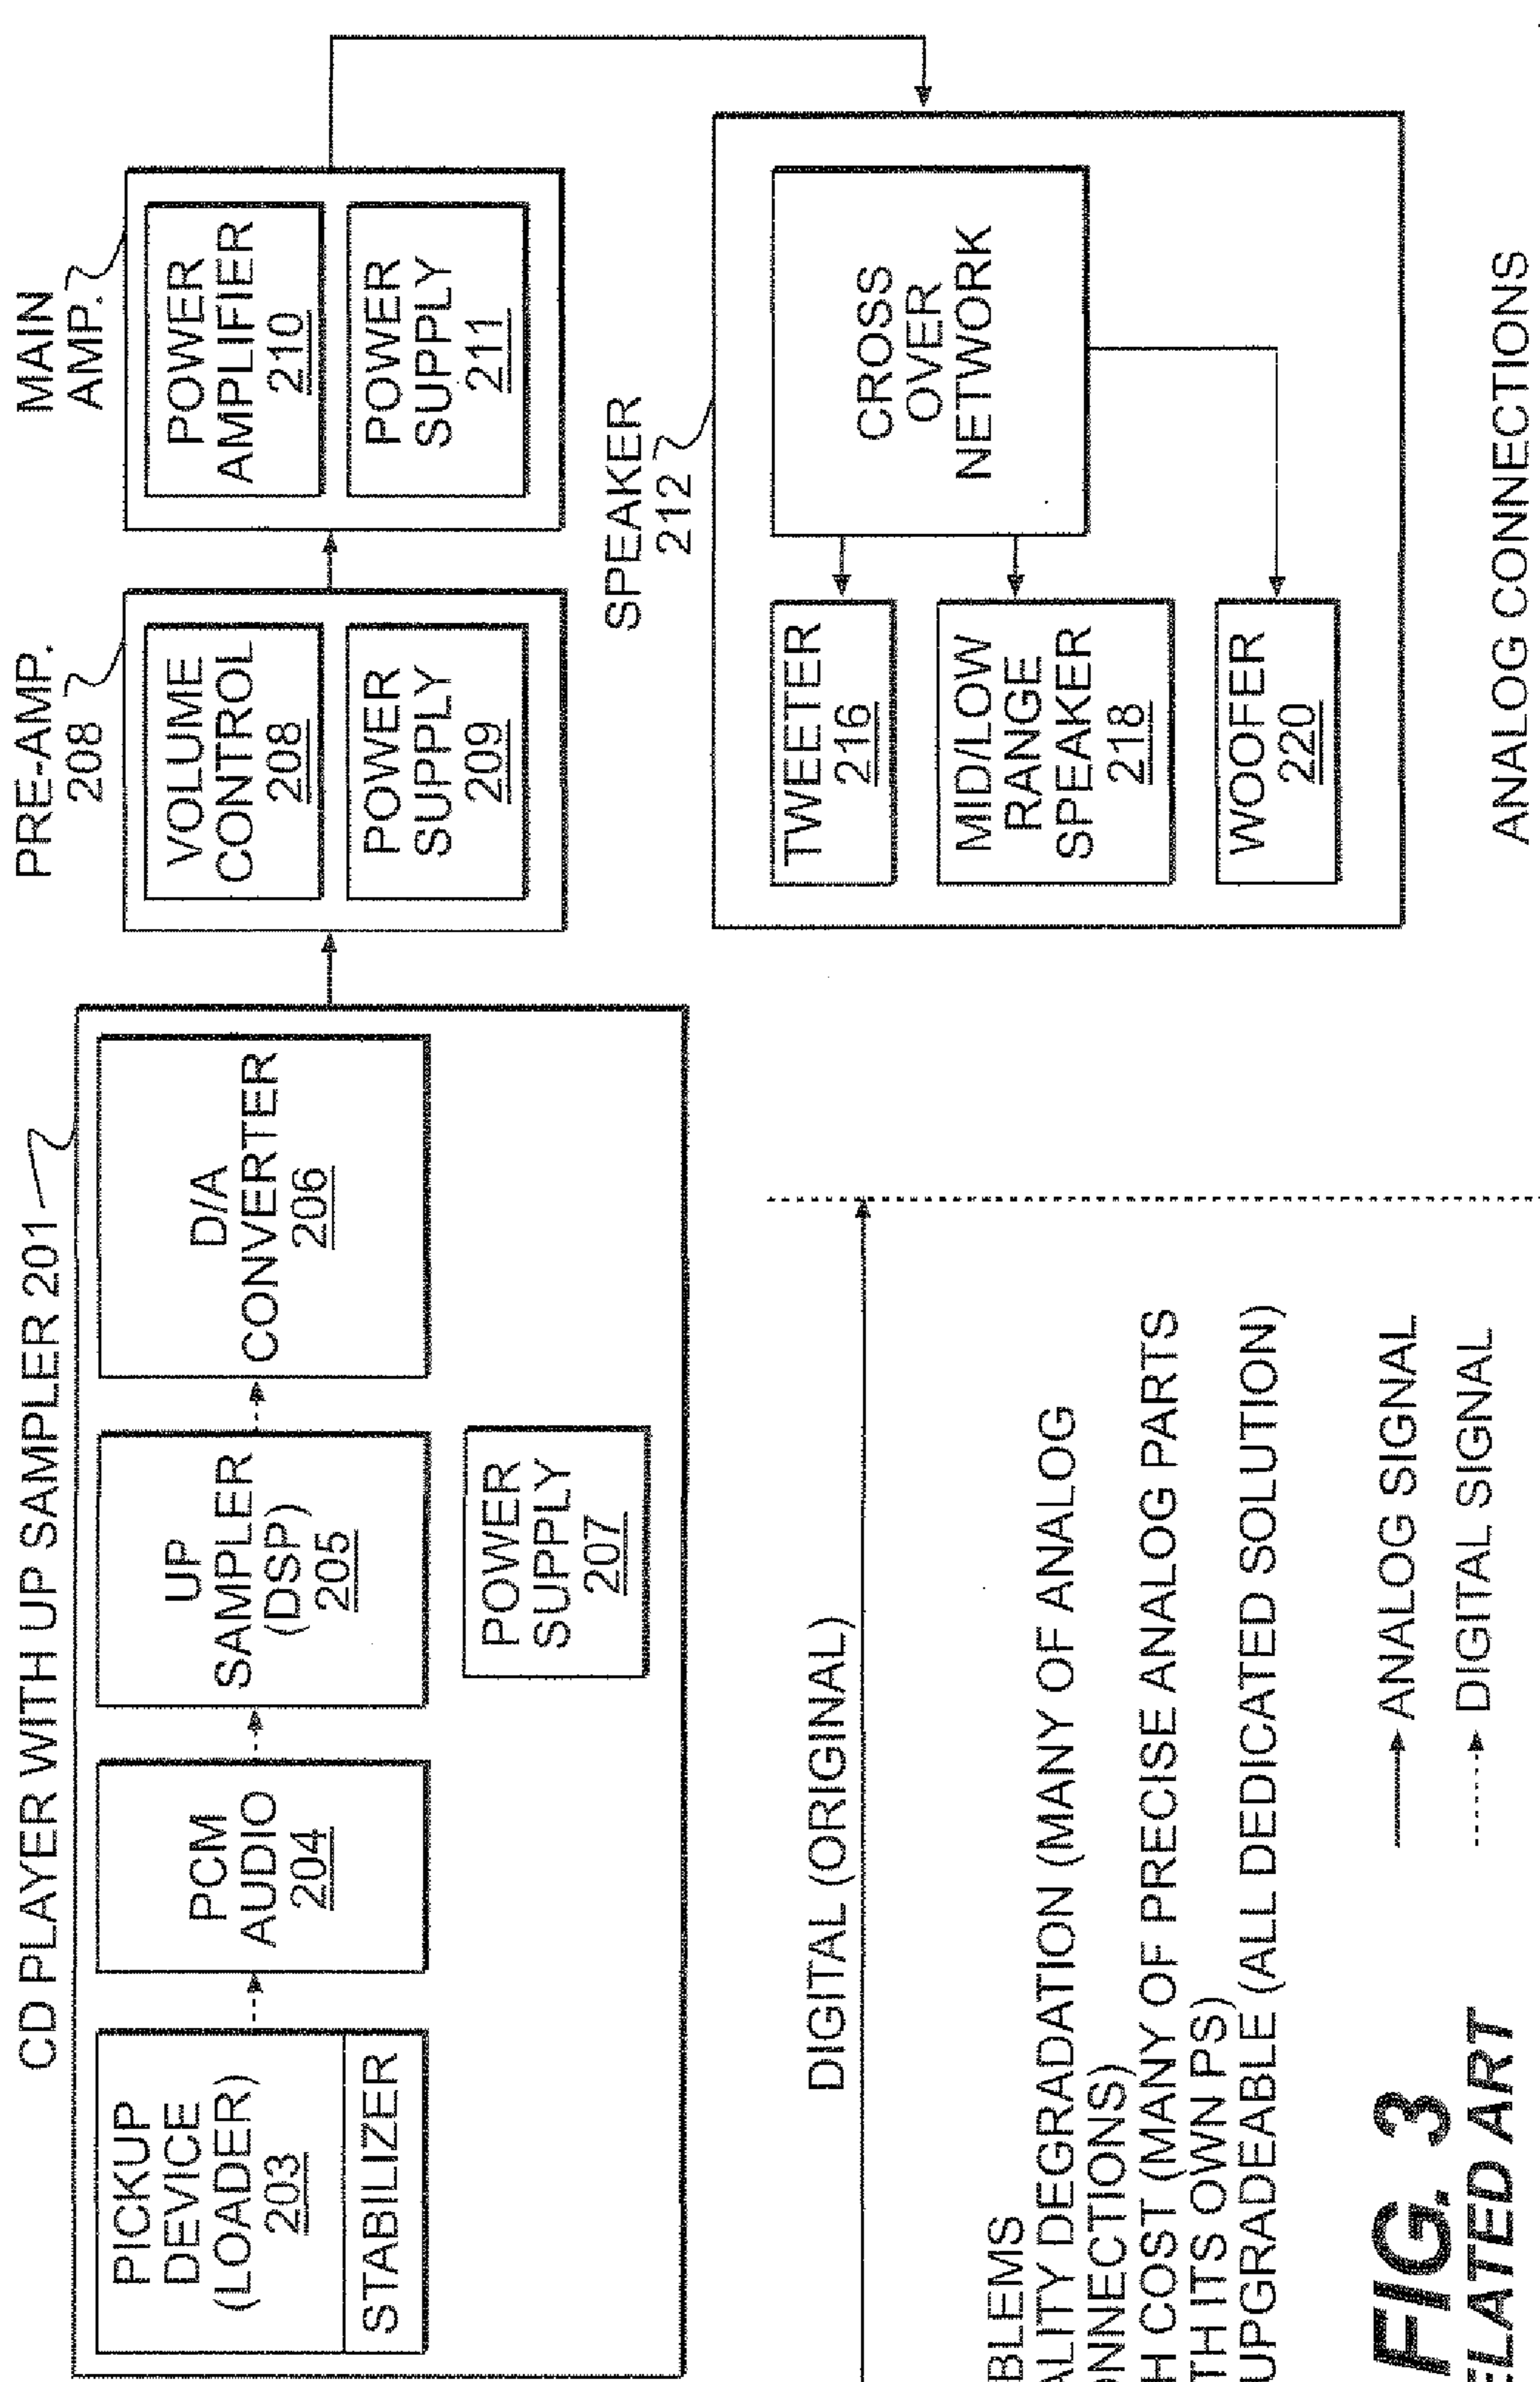 CD PLAYER WITH UP SAMPLER 201
PICKUP
DEVICE
(LOADER)
203
STABILIZER
PCM
AUDIO
204
UP
SAMPLER
(DSP)
205
D/A
CONVERTER
206
POWER
SUPPLY
207
PRE-AMP.
208
VOLUME
CONTROL
208
POWER
SUPPLY
209
MAIN
AMP.
POWER
AMPLIFIER
210
POWER
SUPPLY
211
SPEAKER
212
CROSS
OVER
NETWORK
TWEETER
216
MID/LOW
RANGE
SPEAKER
218
WOOFER
220
DIGITAL (ORIGINAL)
ANALOG CONNECTIONS
BLEMS
ALITY DEGRADATION (MANY OF ANALOG
ONNECTIONS)
H COST (MANY OF PRECISE ANALOG PARTS
TH ITS OWN PS)
UPGRADEABLE (ALL DEDICATED SOLUTION)
ANALOG SIGNAL
DIGITAL SIGNAL
FIG. 3
ELATED ART